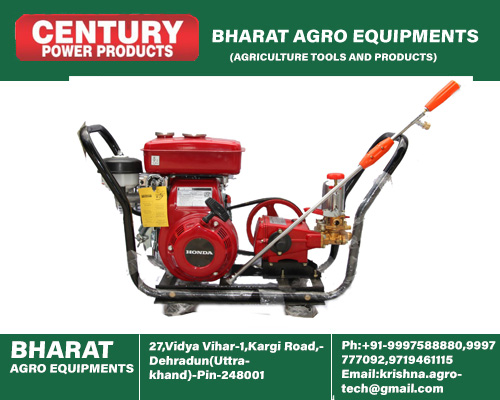 CENTURY
POWER PRODUCTS
BHARAT AGRO EQUIPMENTS
(AGRICULTURE TOOLS AND PRODUCTS)
HONDA
BHARAT
AGRO EQUIPMENTS
27,Vidya Vihar-1,Kargi Road,-
Dehradun(Uttra-
khand)-Pin-248001
Ph:+91-9997588880,9997
777092,9719461115
Email:krishna.agro-
tech@gmail.com